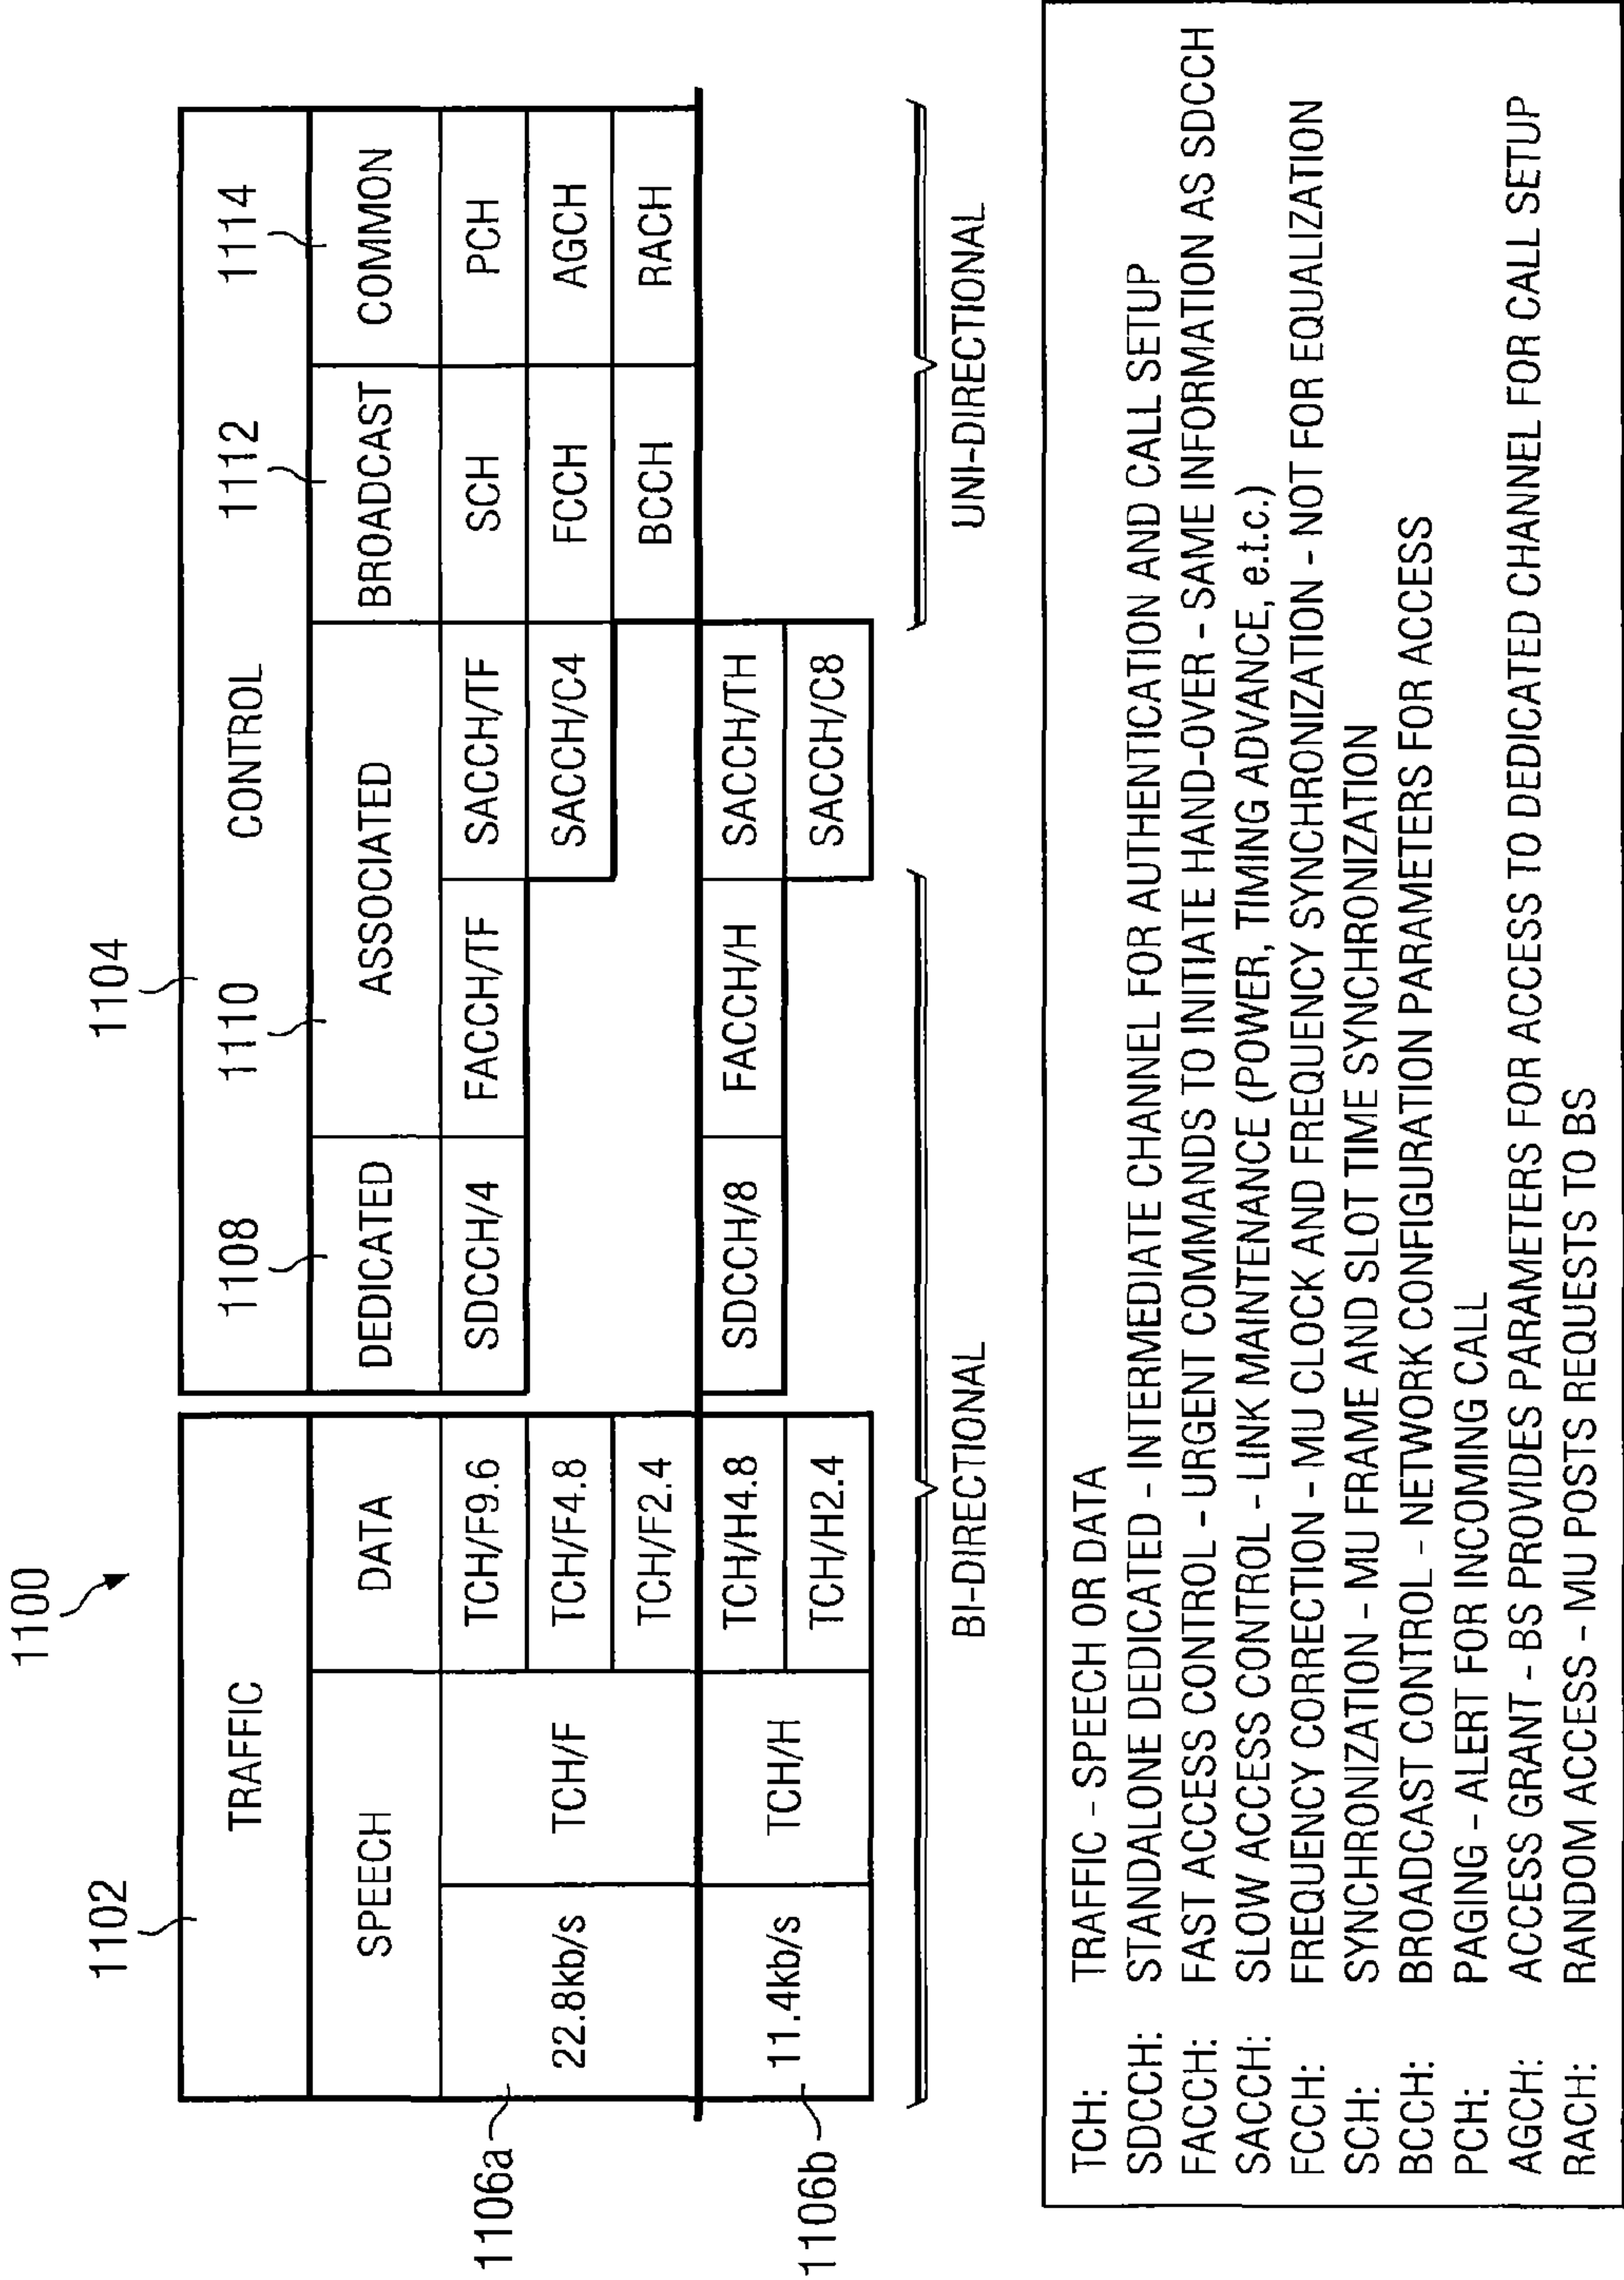 1100
1102
1104
TRAFFIC
1108
1110
CONTROL
1112
1114
SPEECH
DATA
DEDICATED
ASSOCIATED
BROADCAST
COMMON
1106a
22.8kb/s
TCH/F
TCH/F9.6
SDCCH/4
FACCH/TF
SACCH/TF
SCH
PCH
TCH/F4.8
SACCH/C4
FCCH
AGCH
TCH/F2.4
BCCH
RACH
1106b
11.4kb/s
TCH/H
TCH/H4.8
SDCCH/8
FACCH/H
SACCH/TH
TCH/H2.4
SACCH/C8
BI-DIRECTIONAL
UNI-DIRECTIONAL
TCH: TRAFFIC - SPEECH OR DATA
SDCCH: STANDALONE DEDICATED - INTERMEDIATE CHANNEL FOR AUTHENTICATION AND CALL SETUP
FACCH: FAST ACCESS CONTROL - URGENT COMMANDS TO INITIATE HAND-OVER - SAME INFORMATION AS SDCCH
SACCH: SLOW ACCESS CONTROL - LINK MAINTENANCE (POWER, TIMING ADVANCE, e.t.c.)
FCCH: FREQUENCY CORRECTION - MU CLOCK AND FREQUENCY SYNCHRONIZATION - NOT FOR EQUALIZATION
SCH: SYNCHRONIZATION - MU FRAME AND SLOT TIME SYNCHRONIZATION
BCCH: BROADCAST CONTROL - NETWORK CONFIGURATION PARAMETERS FOR ACCESS
PCH: PAGING - ALERT FOR INCOMING CALL
AGCH: ACCESS GRANT - BS PROVIDES PARAMETERS FOR ACCESS TO DEDICATED CHANNEL FOR CALL SETUP
RACH: RANDOM ACCESS - MU POSTS REQUESTS TO BS